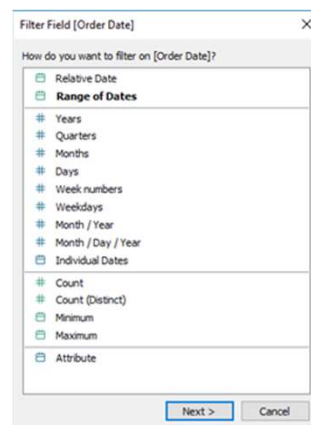 Filter Field [Order Date]
How do you want to filter on [Order Date]?
Relative Date
Range of Dates
# Years
# Quarters
# Months
# Days
# Week numbers
# Weekdays
# Month / Year
# Month / Day / Year
Individual Dates
# Count
# Count (Distinct)
Minimum
Maximum
Attribute
Next >
Cancel